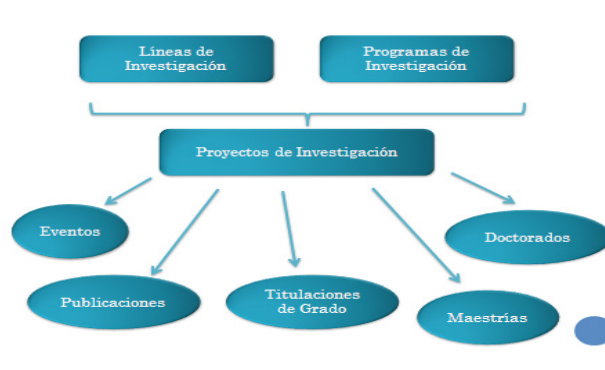 Líneas de
Investigación
Programas de
Investigación
Proyectos de Investigación
Eventos
Doctorados
Publicaciones
Titulaciones
de Grado
Maestrías